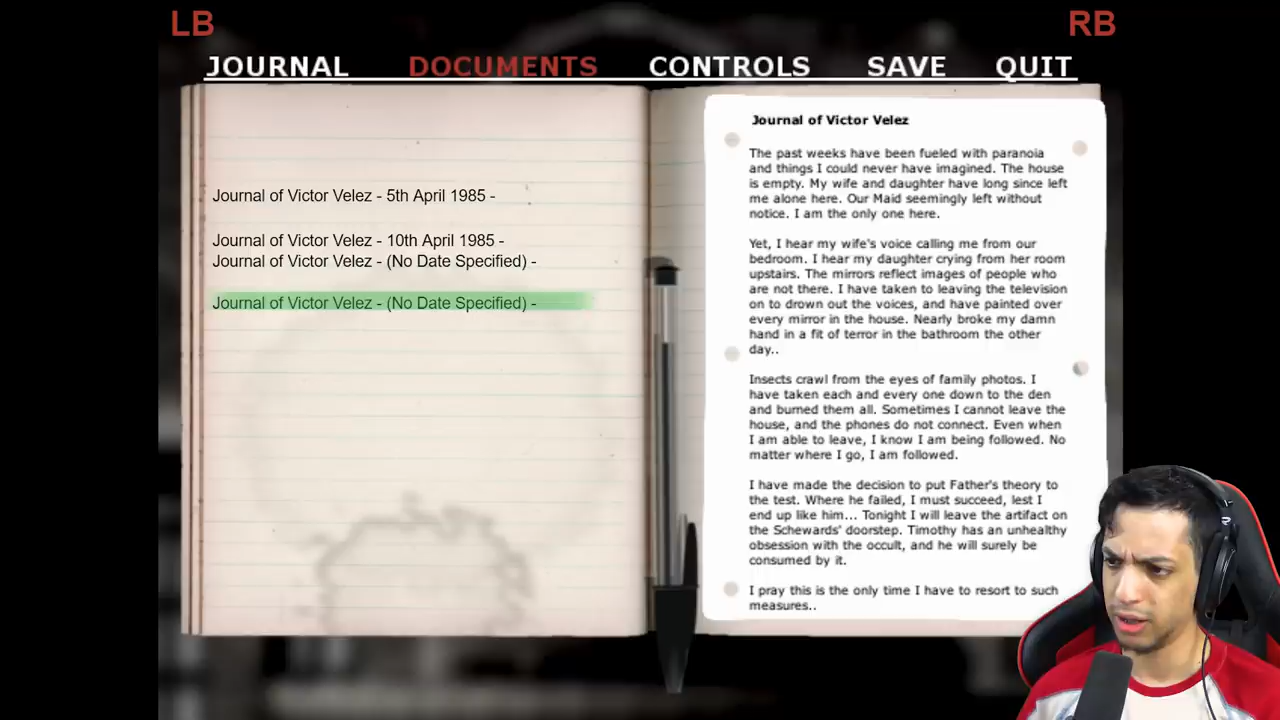 LB
RB
JOURNAL DOCUMENTS CONTROLS SAVE QUIT
Journal of Victor Velez - 5th April 1985 -
Journal of Victor Velez - 10th April 1985 -
Journal of Victor Velez - (No Date Specified) -
Journal of Victor Velez - (No Date Specified) -
Journal of Victor Velez
The past weeks have been fueled with paranoia
and things I could never have imagined. The house
is empty. My wife and daughter have long since left
me alone here. Our Maid seemingly left without
notice. I am the only one here.
Yet, I hear my wife's voice calling me from our
bedroom. I hear my daughter crying from her room
upstairs. The mirrors reflect images of people who
are not there. I have taken to leaving the television
on to drown out the voices, and have painted over
every mirror in the house. Nearly broke my damn
hand in a fit of terror in the bathroom the other
day..
Insects crawl from the eyes of family photos. I
have taken each and every one down to the den
and burned them all. Sometimes I cannot leave the
house, and the phones do not connect. Even when
I am able to leave, I know I am being followed. No
matter where I go, I am followed.
I have made the decision to put Father's theory to
the test. Where he failed, I must succeed, lest I
end up like him... Tonight I will leave the artifact on
the Schewards' doorstep. Timothy has an unhealthy
obsession with the occult, and he will surely be
consumed by it.
I pray this is the only time I have to resort to such
measures..